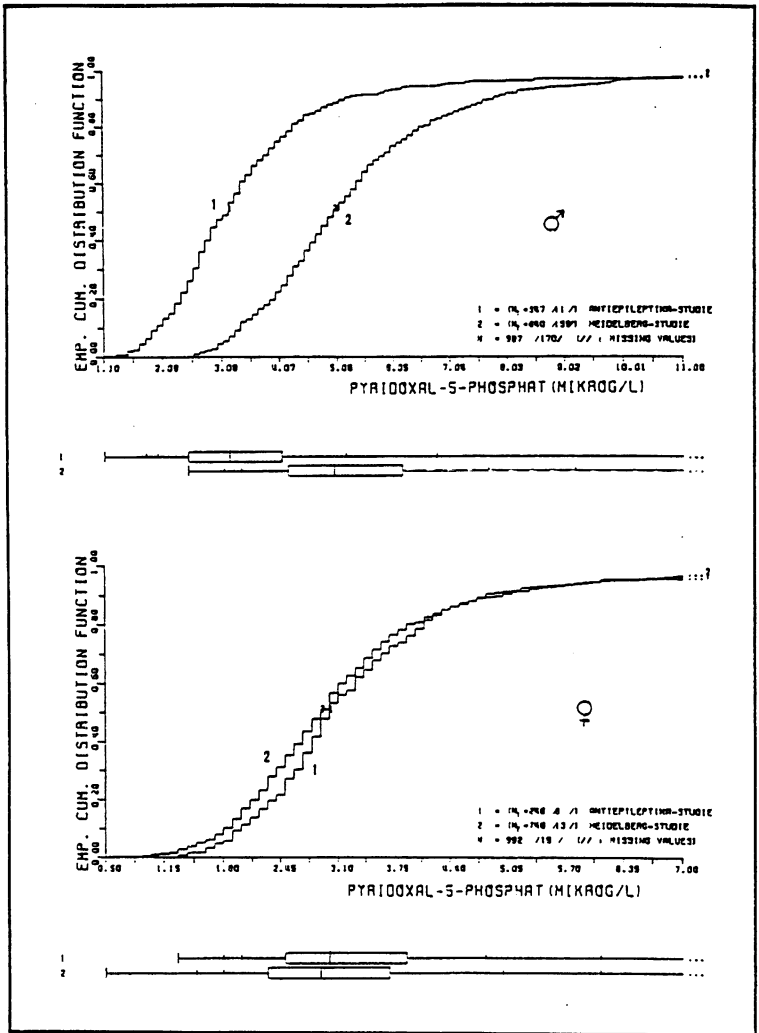 EMP. CUM. DISTRIBUTION FUNCTION
1,00
0,80
0,60
0,40
0,20
0,00
1
2
♂
1 = ANTIEPILEPTIKA-STUDIE
2 = HEIDELBERG-STUDIE
MISSING VALUES)
1.10 2.09 3.08 4.07 5.06 6.05 7.04 8.03 9.02 10.01 11.00
PYRIDOXAL-5-PHOSPHAT (MIKROG/L)
1 ...
2 ...
EMP. CUM. DISTRIBUTION FUNCTION
1,00
0,80
0,60
0,40
0,20
0,00
2
1
♀
1 = ANTIEPILEPTIKA-STUDIE
2 = HEIDELBERG-STUDIE
992 MISSING VALUES)
0.50 1.15 1.80 2.45 3.10 3.75 4.40 5.05 5.70 6.35 7.00
PYRIDOXAL-5-PHOSPHAT (MIKROG/L)
1 ...
2 ...